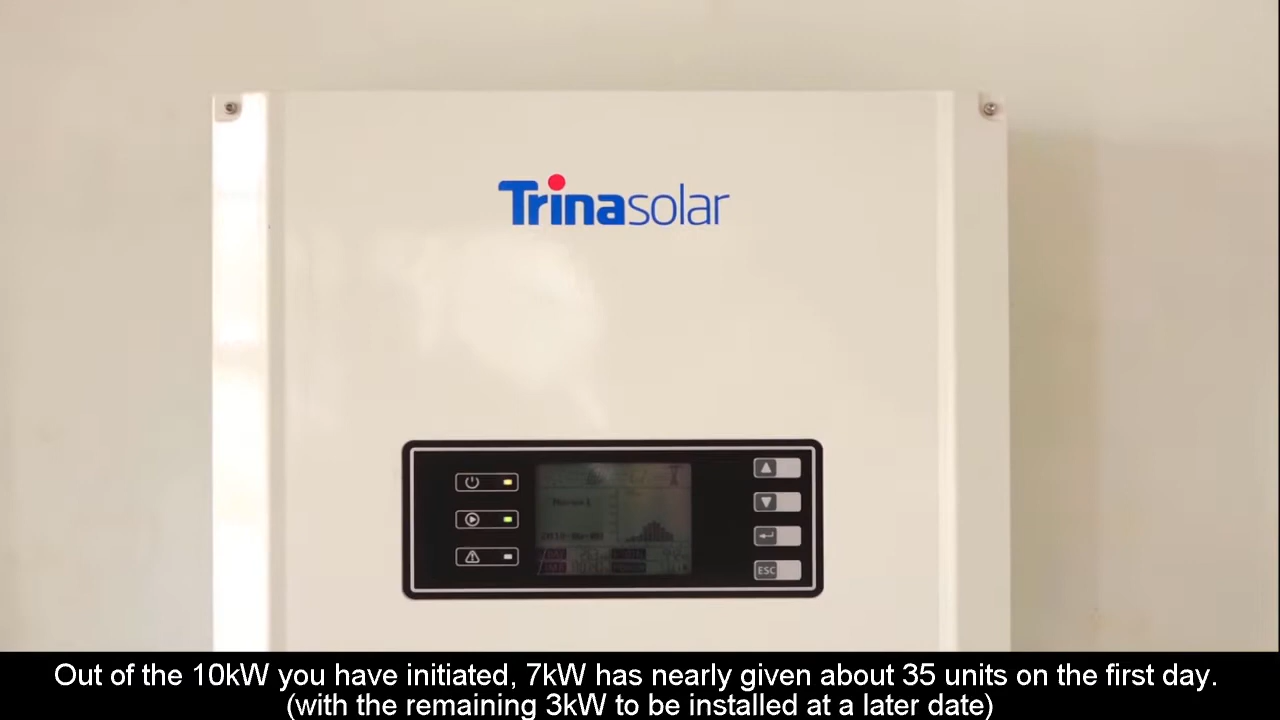 Trinasolar
ESC
Out of the 10kW you have initiated, 7kW has nearly given about 35 units on the first day.
(with the remaining 3kW to be installed at a later date)